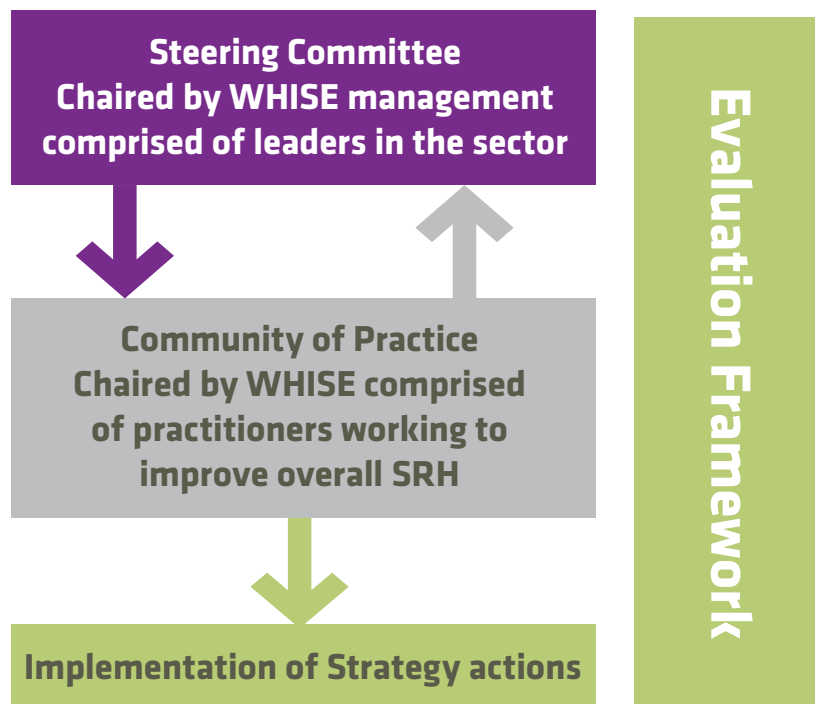 Steering Committee
Chaired by WHISE management
comprised of leaders in the sector
Community of Practice
Chaired by WHISE comprised
of practitioners working to
improve overall SRH
Implementation of Strategy actions
Evaluation Framework